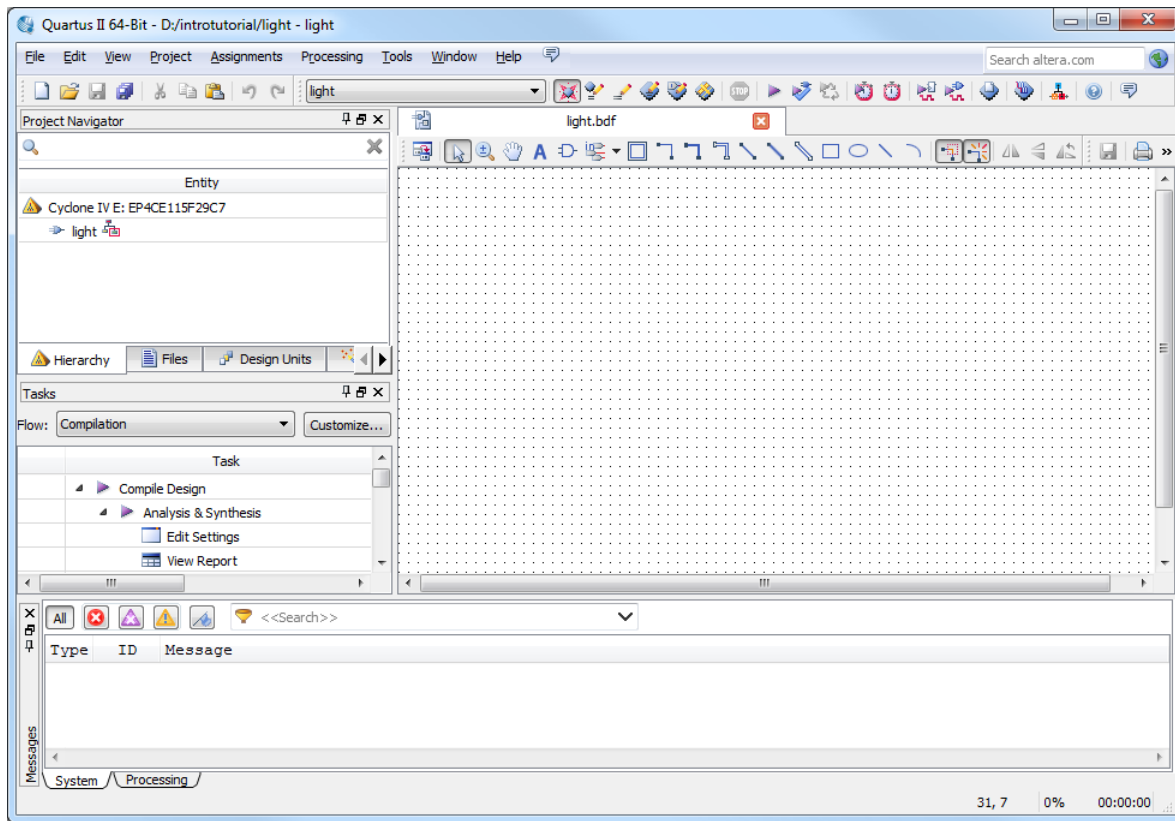 Quartus II 64-Bit - D:/introtutorial/light - light
File Edit View Project Assignments Processing Tools Window Help
Search altera.com
light
STOP
Project Navigator
light.bdf
A
Entity
Cyclone IV E: EP4CE115F29C7
light
Hierarchy Files Design Units
Tasks
Flow: Compilation Customize...
Task
Compile Design
Analysis & Synthesis
Edit Settings
View Report
All <<Search>>
Type ID Message
Messages
System Processing
31, 7 0% 00:00:00